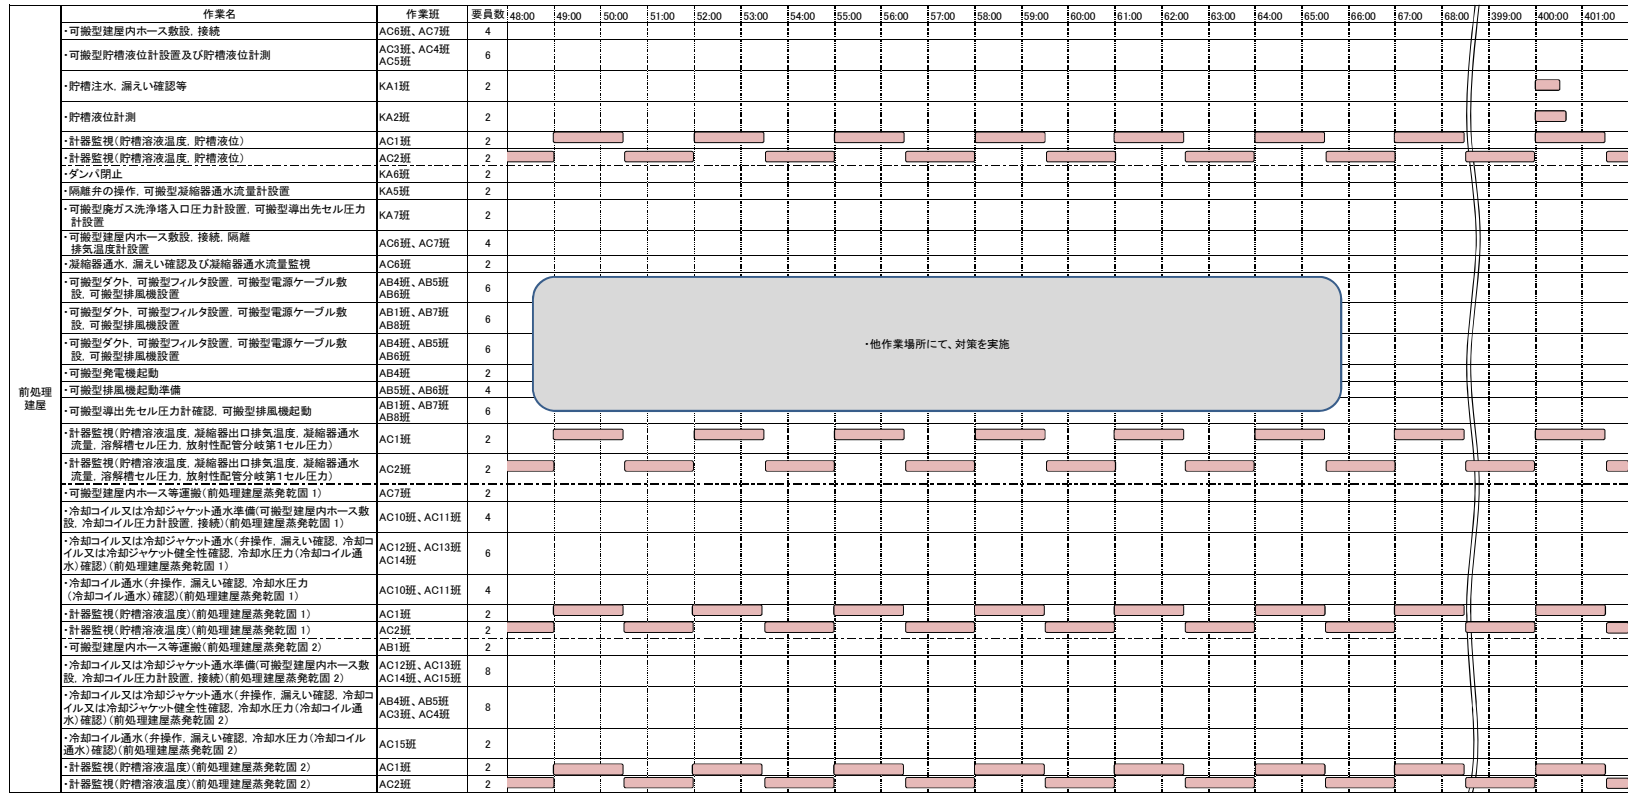 作業名 作業班 要員数 48:00 49:00 50:00 51:00 52:00 53:00 54:00 55:00 56:00 57:00 58:00 59:00 60:00 61:00 62:00 63:00 64:00 65:00 66:00 67:00 68:00 399:00 400:00 401:00
・可搬型建屋内ホース敷設, 接続 AC6班、AC7班 4
・可搬型貯槽液位計設置及び貯槽液位計測 AC3班、AC4班 6
AC5班
・貯槽注水, 漏えい確認等 KA1班 2
・貯槽液位計測 KA2班 2
・計器監視(貯槽溶液温度, 貯槽液位) AC1班 2
・計器監視(貯槽溶液温度, 貯槽液位) AC2班 2
・ダンパ閉止 KA6班 2
・隔離弁の操作, 可搬型凝縮器通水流量計設置 KA5班 2
・可搬型廃ガス洗浄塔入口圧力計設置, 可搬型導出先セル圧力 KA7班 2
計設置
・可搬型建屋内ホース敷設, 接続, 隔離 AC6班、AC7班 4
排気温度計設置
・凝縮器通水, 漏えい確認及び凝縮器通水流量監視 AC6班 2
・可搬型ダクト, 可搬型フィルタ設置, 可搬型電源ケーブル敷 AB4班、AB5班 6
設, 可搬型排風機設置 AB6班
・可搬型ダクト, 可搬型フィルタ設置, 可搬型電源ケーブル敷 AB1班、AB7班 6
設, 可搬型排風機設置 AB8班
・可搬型ダクト, 可搬型フィルタ設置, 可搬型電源ケーブル敷 AB4班、AB5班 6
設, 可搬型排風機設置 AB6班
・他作業場所にて、対策を実施
・可搬型発電機起動 AB4班 2
・可搬型排風機起動準備 AB5班、AB6班 4
前処理
建屋
・可搬型導出先セル圧力計確認, 可搬型排風機起動 AB1班、AB7班 6
AB8班
・計器監視(貯槽溶液温度, 凝縮器出口排気温度, 凝縮器通水 AC1班 2
流量, 溶解槽セル圧力, 放射性配管分岐第1セル圧力)
・計器監視(貯槽溶液温度, 凝縮器出口排気温度, 凝縮器通水 AC2班 2
流量, 溶解槽セル圧力, 放射性配管分岐第1セル圧力)
・可搬型建屋内ホース等運搬(前処理建屋蒸発乾固 1) AC7班 2
・冷却コイル又は冷却ジャケット通水準備(可搬型建屋内ホース敷 AC10班、AC11班 4
設, 冷却コイル圧力計設置, 接続)(前処理建屋蒸発乾固 1)
・冷却コイル又は冷却ジャケット通水(弁操作, 漏えい確認, 冷却コ AC12班、AC13班 6
イル又は冷却ジャケット健全性確認, 冷却水圧力(冷却コイル通 AC14班
水)確認)(前処理建屋蒸発乾固 1)
・冷却コイル通水(弁操作, 漏えい確認, 冷却水圧力 AC10班、AC11班 4
(冷却コイル通水)確認)(前処理建屋蒸発乾固 1)
・計器監視(貯槽溶液温度)(前処理建屋蒸発乾固 1) AC1班 2
・計器監視(貯槽溶液温度)(前処理建屋蒸発乾固 1) AC2班 2
・可搬型建屋内ホース等運搬(前処理建屋蒸発乾固 2) AB1班 2
・冷却コイル又は冷却ジャケット通水準備(可搬型建屋内ホース敷 AC12班、AC13班 8
設, 冷却コイル圧力計設置, 接続)(前処理建屋蒸発乾固 2) AC14班、AC15班
・冷却コイル又は冷却ジャケット通水(弁操作, 漏えい確認, 冷却コ AB4班、AB5班 8
イル又は冷却ジャケット健全性確認, 冷却水圧力(冷却コイル通 AC3班、AC4班
水)確認)(前処理建屋蒸発乾固 2)
・冷却コイル通水(弁操作, 漏えい確認, 冷却水圧力(冷却コイル AC15班 2
通水)確認)(前処理建屋蒸発乾固 2)
・計器監視(貯槽溶液温度)(前処理建屋蒸発乾固 2) AC1班 2
・計器監視(貯槽溶液温度)(前処理建屋蒸発乾固 2) AC2班 2